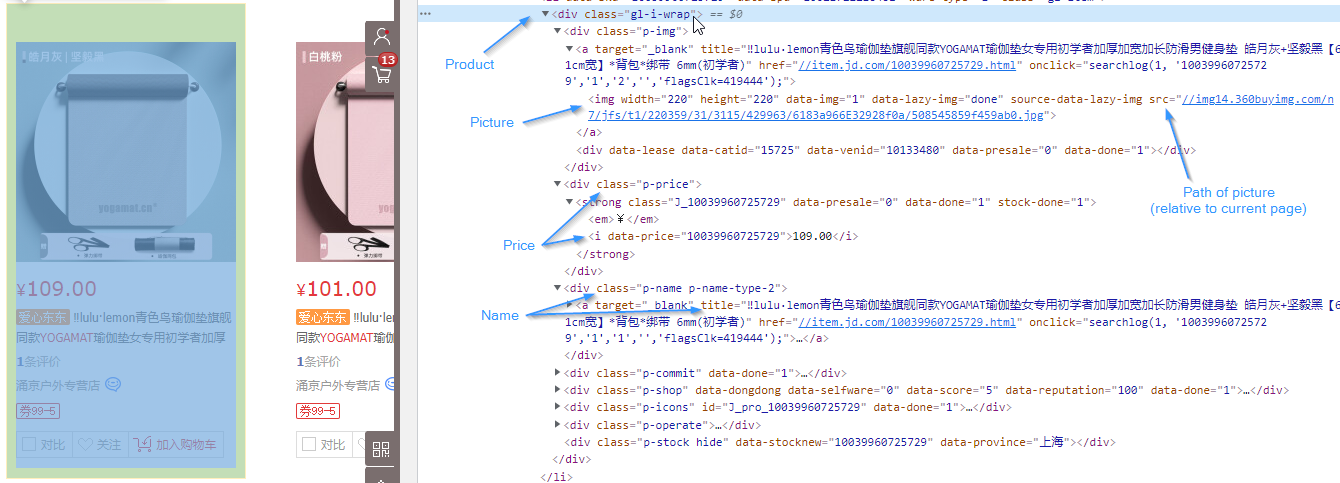 皓月灰 | 坚毅黑
yogamat.cn®
¥109.00
爱心东东 !!lulu·lemon青色鸟瑜伽垫旗舰
同款YOGAMAT瑜伽垫女专用初学者加厚
1条评价
涌京户外专营店
券99-5
对比 关注 加入购物车
白桃粉
¥101.00
爱心东东 !!lulu·
同款YOGAMAT瑜伽
0条评价
涌京户外专营店
券99-5
对比
13
Product
Picture
Price
Name
Path of picture
(relative to current page)
<div class="gl-i-wrap"> == $0
<div class="p-img">
<a target="_blank" title="!!lulu·lemon青色鸟瑜伽垫旗舰同款YOGAMAT瑜伽垫女专用初学者加厚加宽加长防滑男健身垫 皓月灰+坚毅黑【6
1cm宽】*背包*绑带 6mm(初学者)" href="//item.jd.com/10039960725729.html" onclick="searchlog(1, '1003996072572
9','1','2','','flagsClk=419444');">
<img width="220" height="220" data-img="1" data-lazy-img="done" source-data-lazy-img src="//img14.360buyimg.com/n
7/jfs/t1/220359/31/3115/429963/6183a966E32928f0a/508545859f459ab0.jpg">
</a>
<div data-lease data-catid="15725" data-venid="10133480" data-presale="0" data-done="1"></div>
</div>
<div class="p-price">
<strong class="J_10039960725729" data-presale="0" data-done="1" stock-done="1">
<em>¥</em>
<i data-price="10039960725729">109.00</i>
</strong>
</div>
<div class="p-name p-name-type-2">
<a target="_blank" title="!!lulu·lemon青色鸟瑜伽垫旗舰同款YOGAMAT瑜伽垫女专用初学者加厚加宽加长防滑男健身垫 皓月灰+坚毅黑【6
1cm宽】*背包*绑带 6mm(初学者)" href="//item.jd.com/10039960725729.html" onclick="searchlog(1, '1003996072572
9','1','1','','flagsClk=419444');">…</a>
</div>
<div class="p-commit" data-done="1">…</div>
<div class="p-shop" data-dongdong data-selfware="0" data-score="5" data-reputation="100" data-done="1">…</div>
<div class="p-icons" id="J_pro_10039960725729" data-done="1">…</div>
<div class="p-operate">…</div>
<div class="p-stock hide" data-stocknew="10039960725729" data-province="上海"></div>
</div>
</li>